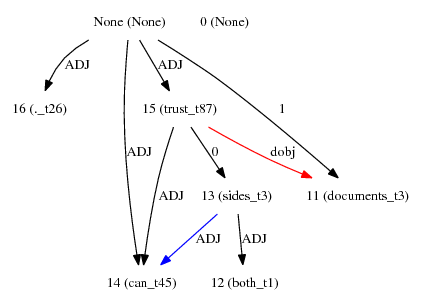 None (None) 0 (None)
ADJ ADJ
16 (._t26) 15 (trust_t87) 1
ADJ 0 dobj
ADJ 13 (sides_t3) 11 (documents_t3)
ADJ ADJ
14 (can_t45) 12 (both_t1)